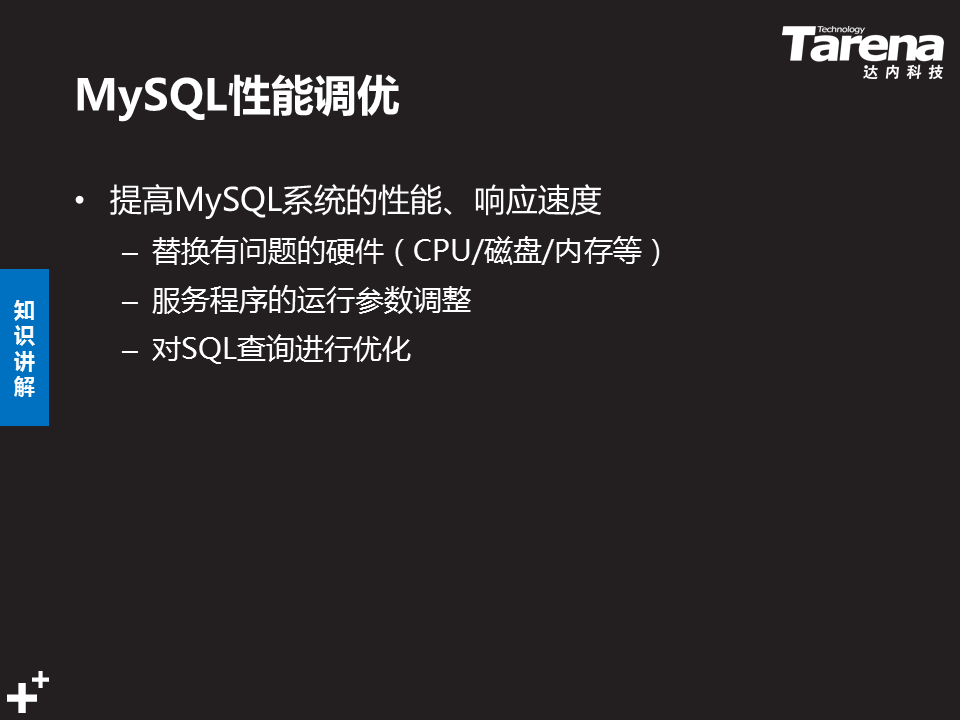 Technology
Tarena
达内科技
MySQL性能调优
• 提高MySQL系统的性能、响应速度
– 替换有问题的硬件（CPU/磁盘/内存等）
– 服务程序的运行参数调整
– 对SQL查询进行优化
知识讲解